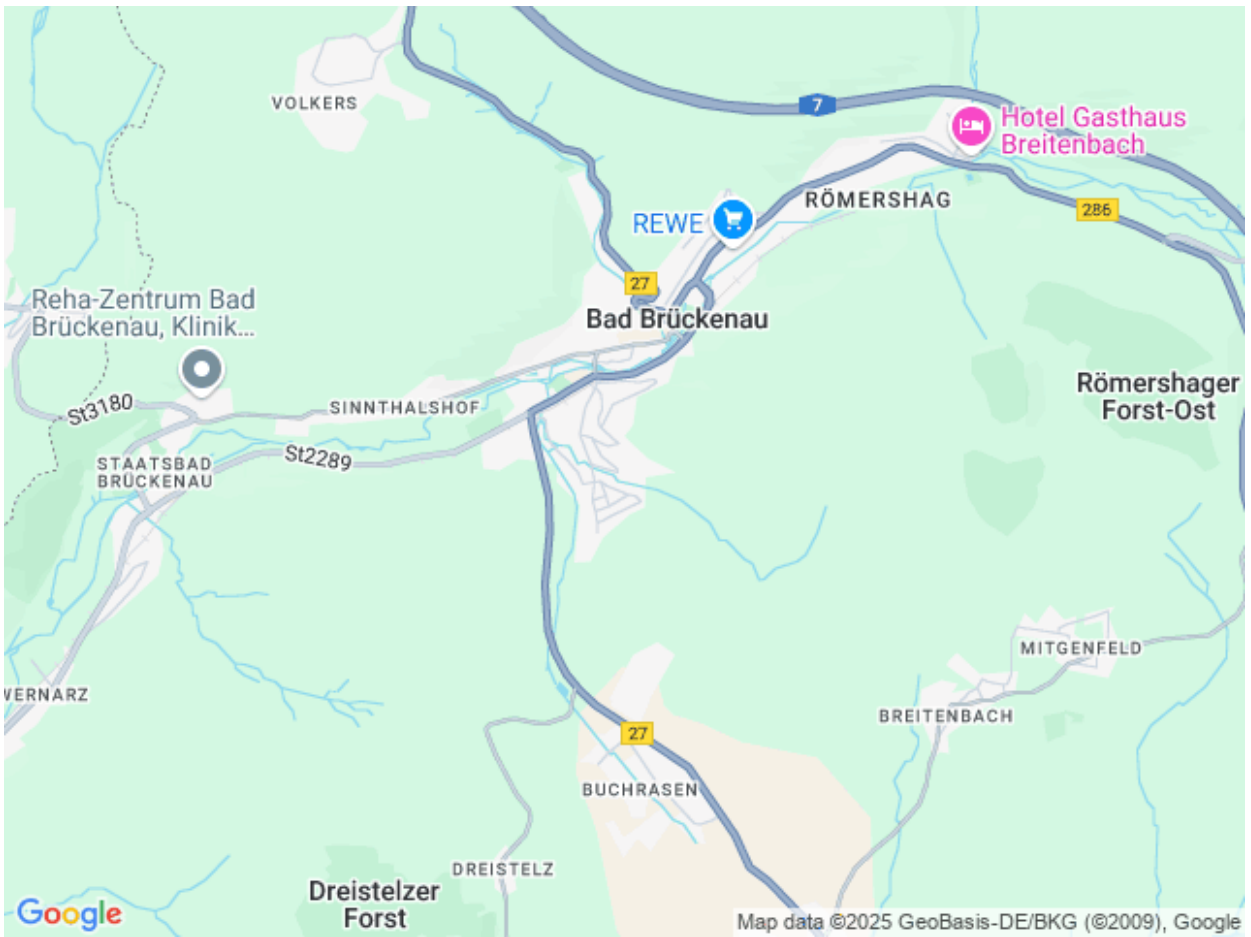 VOLKERS
7
Hotel Gasthaus
Breitenbach
RÖMERSHAG
286
REWE
27
Bad Brückenau
Reha-Zentrum Bad
Brückenau, Klinik...
Römershager
Forst-Ost
St3180
SINNTHALSHOF
St2289
STAATSBAD
BRÜCKENAU
MITGENFELD
WERNARZ
BREITENBACH
27
BUCHRASEN
DREISTELZ
Dreistelzer
Forst
Google
Map data ©2025 GeoBasis-DE/BKG (©2009), Google